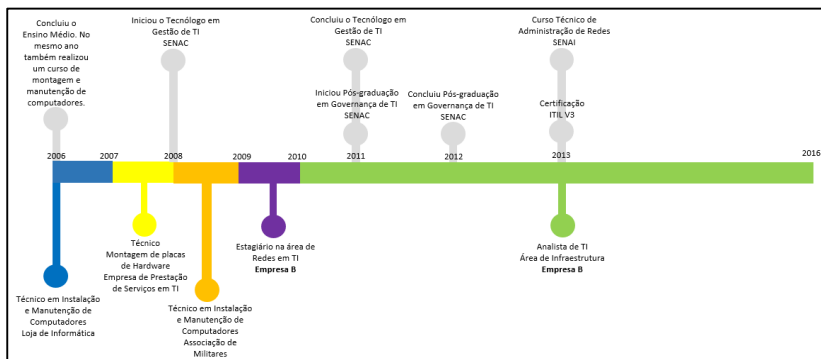 Concluiu o
Ensino Médio. No
mesmo ano
também realizou
um curso de
montagem e
manutenção de
computadores.
Iniciou o Tecnólogo em
Gestão de TI
SENAC
Concluiu o Tecnólogo em
Gestão de TI
SENAC
Iniciou Pós-graduação
em Governança de TI
SENAC
Concluiu Pós-graduação
em Governança de TI
SENAC
Curso Técnico de
Administração de Redes
SENAI
Certificação
ITIL V3
2006
2007
2008
2009
2010
2011
2012
2013
2016
Técnico em Instalação
e Manutenção de
Computadores
Loja de Informática
Técnico
Montagem de placas
de Hardware
Empresa de Prestação
de Serviços em TI
Técnico em Instalação
e Manutenção de
Computadores
Associação de
Militares
Estagiário na área de
Redes em TI
Empresa B
Analista de TI
Área de Infraestrutura
Empresa B